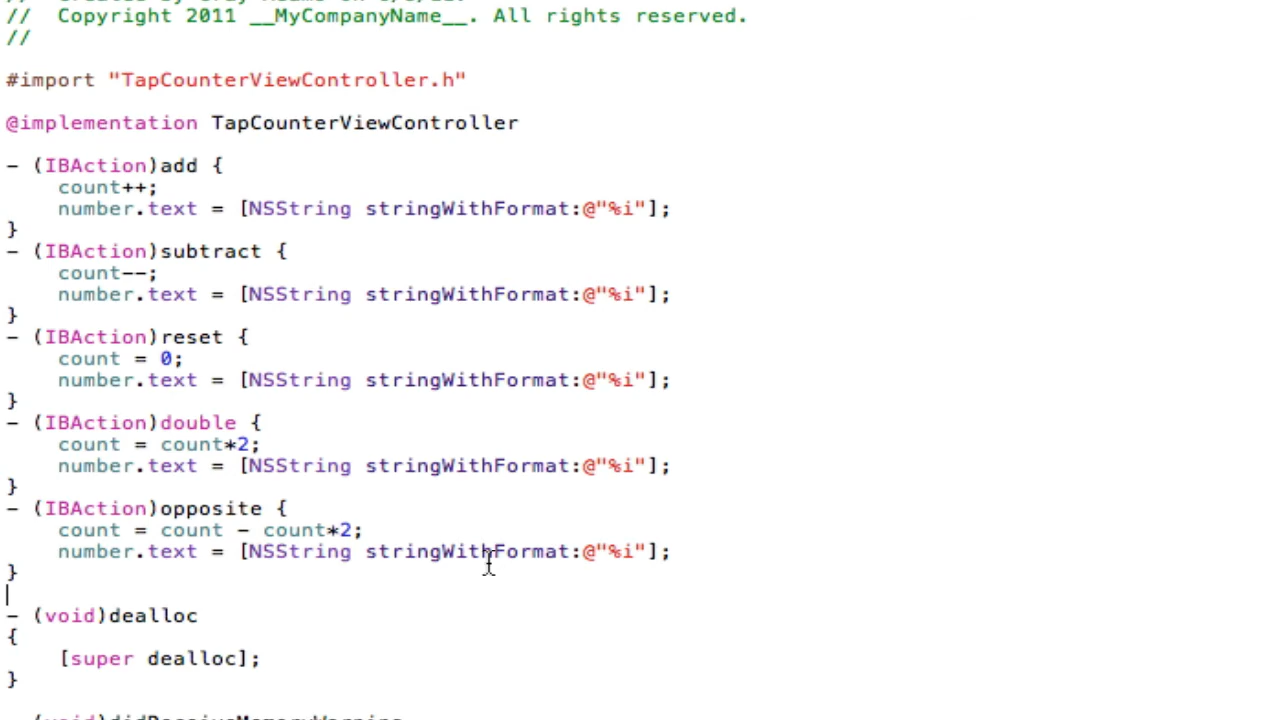 //  Copyright 2011 __MyCompanyName__. All rights reserved.
//
#import "TapCounterViewController.h"
@implementation TapCounterViewController
- (IBAction)add {
    count++;
    number.text = [NSString stringWithFormat:@"%i"];
}
- (IBAction)subtract {
    count--;
    number.text = [NSString stringWithFormat:@"%i"];
}
- (IBAction)reset {
    count = 0;
    number.text = [NSString stringWithFormat:@"%i"];
}
- (IBAction)double {
    count = count*2;
    number.text = [NSString stringWithFormat:@"%i"];
}
- (IBAction)opposite {
    count = count - count*2;
    number.text = [NSString stringWithFormat:@"%i"];
}
- (void)dealloc
{
    [super dealloc];
}
- (void)didReceiveMemoryWarning